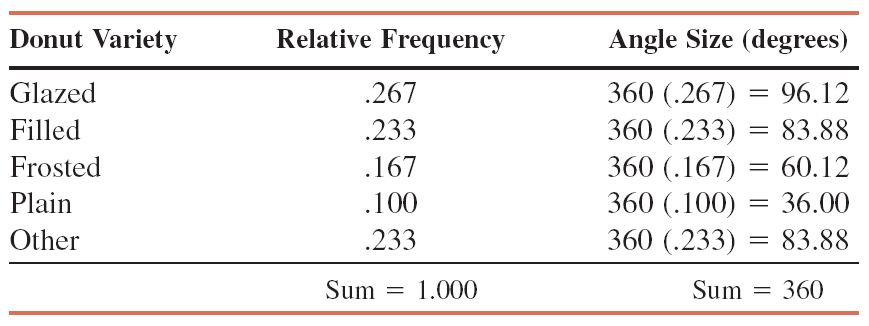 Donut Variety Relative Frequency Angle Size (degrees)
Glazed .267 360 (.267) = 96.12
Filled .233 360 (.233) = 83.88
Frosted .167 360 (.167) = 60.12
Plain .100 360 (.100) = 36.00
Other .233 360 (.233) = 83.88
Sum = 1.000 Sum = 360